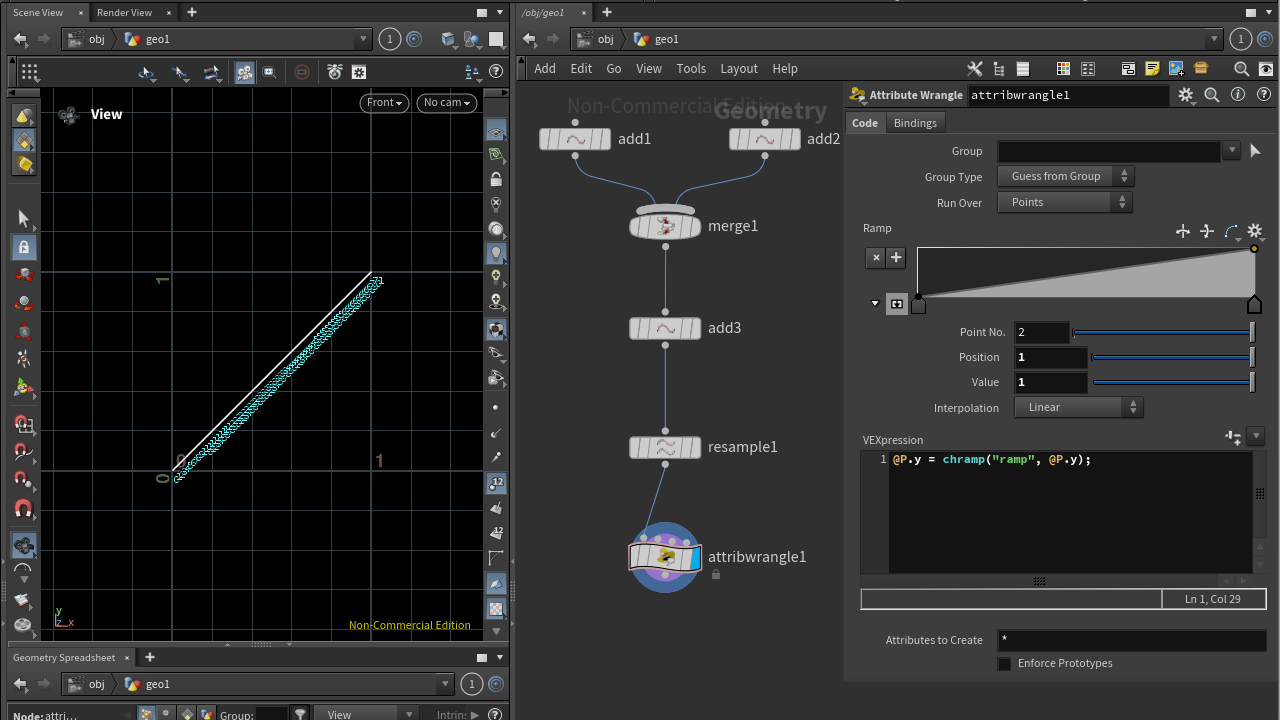 Scene View × Render View × +
/obj/geo1 × +
obj geo1 1
obj geo1 1
Add Edit Go View Tools Layout Help
View
Front No cam
1
0
0
1
y
z x
Non-Commercial Edition
Geometry Spreadsheet × +
obj geo1 1
Node: attri... Group: View Intrin:
Non-Commercial Edition
Geometry
add1
add2
merge1
add3
resample1
attribwrangle1
Attribute Wrangle attribwrangle1
Code Bindings
Group
Group Type Guess from Group
Run Over Points
Ramp
Point No. 2
Position 1
Value 1
Interpolation Linear
VEXpression
1 @P.y = chramp("ramp", @P.y);
Ln 1, Col 29
Attributes to Create *
Enforce Prototypes
12
12